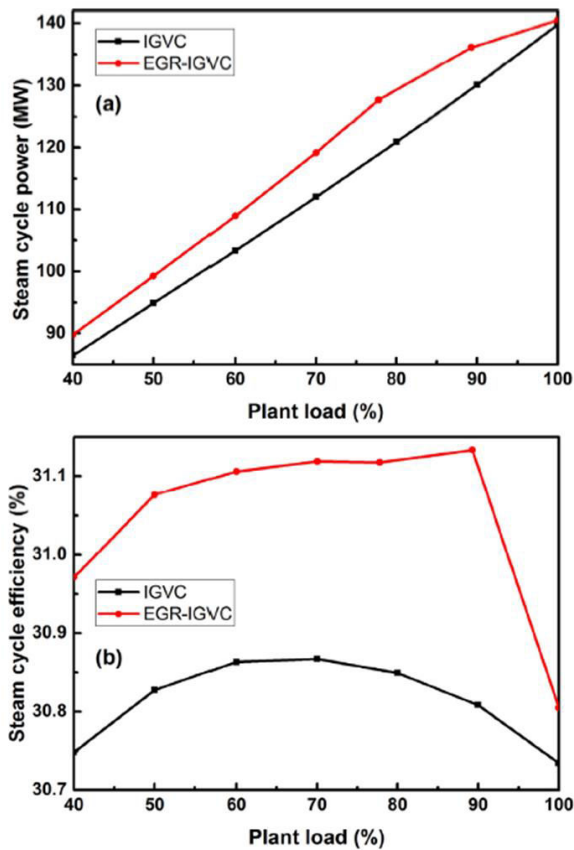 140
IGVC
EGR-IGVC
(a)
130
120
110
100
90
Steam cycle power (MW)
40 50 60 70 80 90 100
Plant load (%)
31.1
31.0
30.9
30.8
30.7
Steam cycle efficiency (%)
IGVC
EGR-IGVC
(b)
40 50 60 70 80 90 100
Plant load (%)